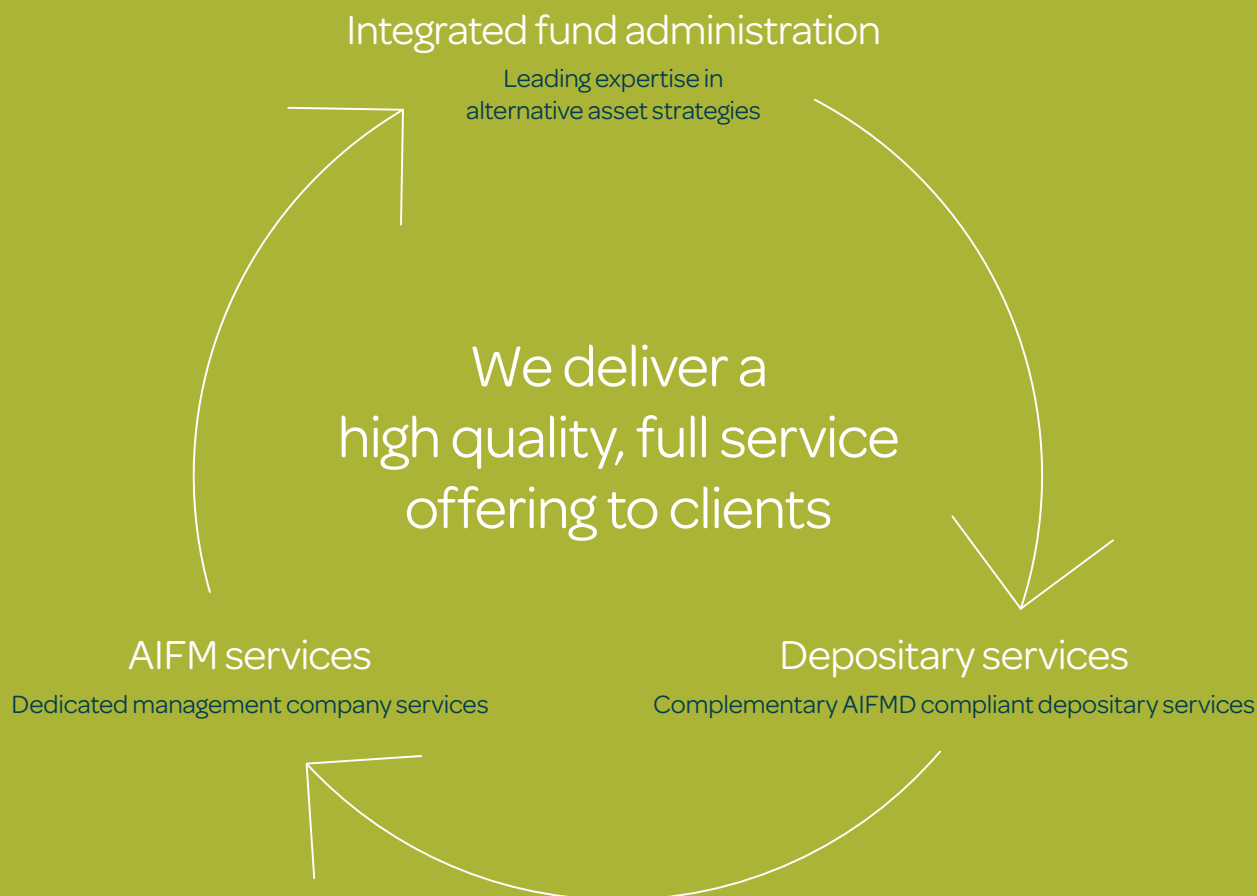 Integrated fund administration
Leading expertise in
alternative asset strategies
We deliver a
high quality, full service
offering to clients
AIFM services
Dedicated management company services
Depositary services
Complementary AIFMD compliant depositary services